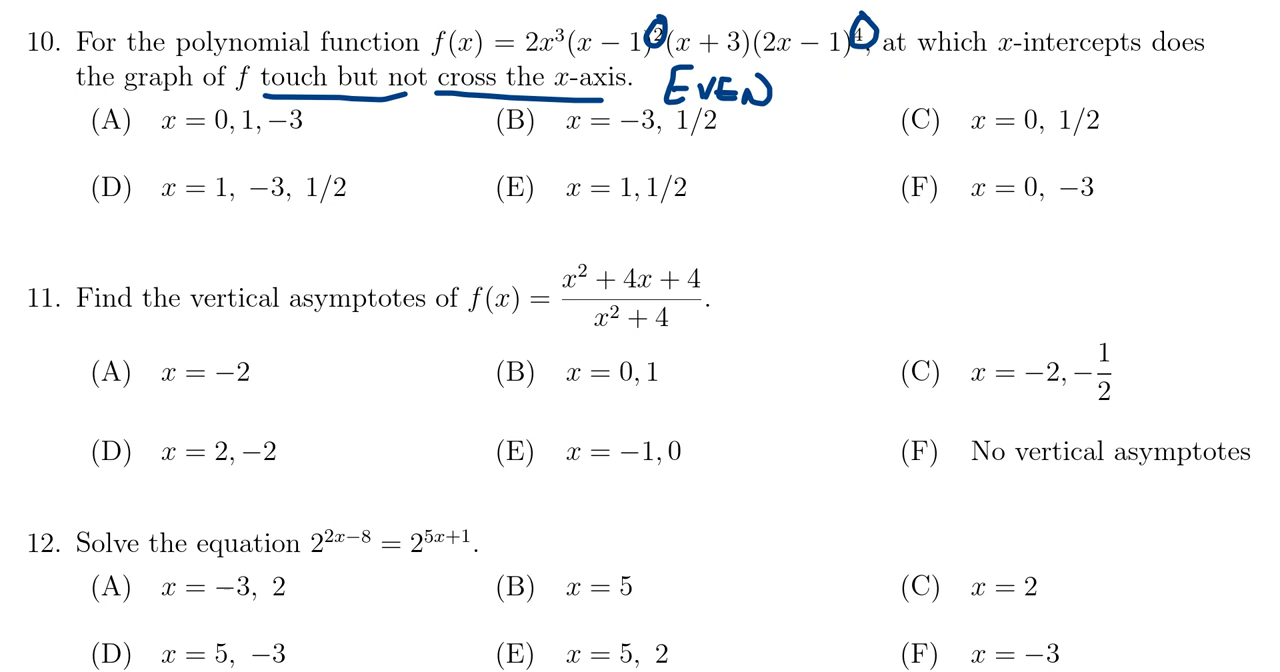 10. For the polynomial function f(x) = 2x³(x − 1)²(x + 3)(2x − 1)⁴, at which x-intercepts does
the graph of f touch but not cross the x-axis.
EVEN
(A) x = 0, 1, −3 (B) x = −3, 1/2 (C) x = 0, 1/2
(D) x = 1, −3, 1/2 (E) x = 1, 1/2 (F) x = 0, −3
11. Find the vertical asymptotes of f(x) = (x² + 4x + 4)/(x² + 4).
(A) x = −2 (B) x = 0, 1 (C) x = −2, −1/2
(D) x = 2, −2 (E) x = −1, 0 (F) No vertical asymptotes
12. Solve the equation 2²ˣ⁻⁸ = 2⁵ˣ⁺¹.
(A) x = −3, 2 (B) x = 5 (C) x = 2
(D) x = 5, −3 (E) x = 5, 2 (F) x = −3